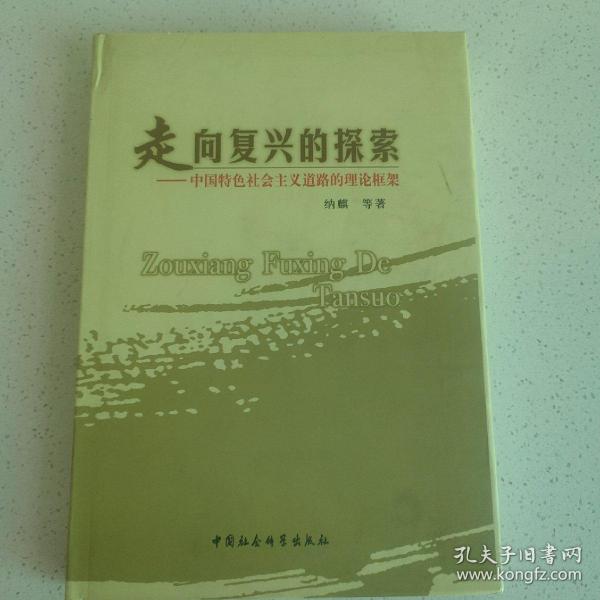 走向复兴的探索
——中国特色社会主义道路的理论框架
纳麒 等著
Zouxiang Fuxing De
Tansuo
中国社会科学出版社
孔夫子旧书网
www.kongfz.com